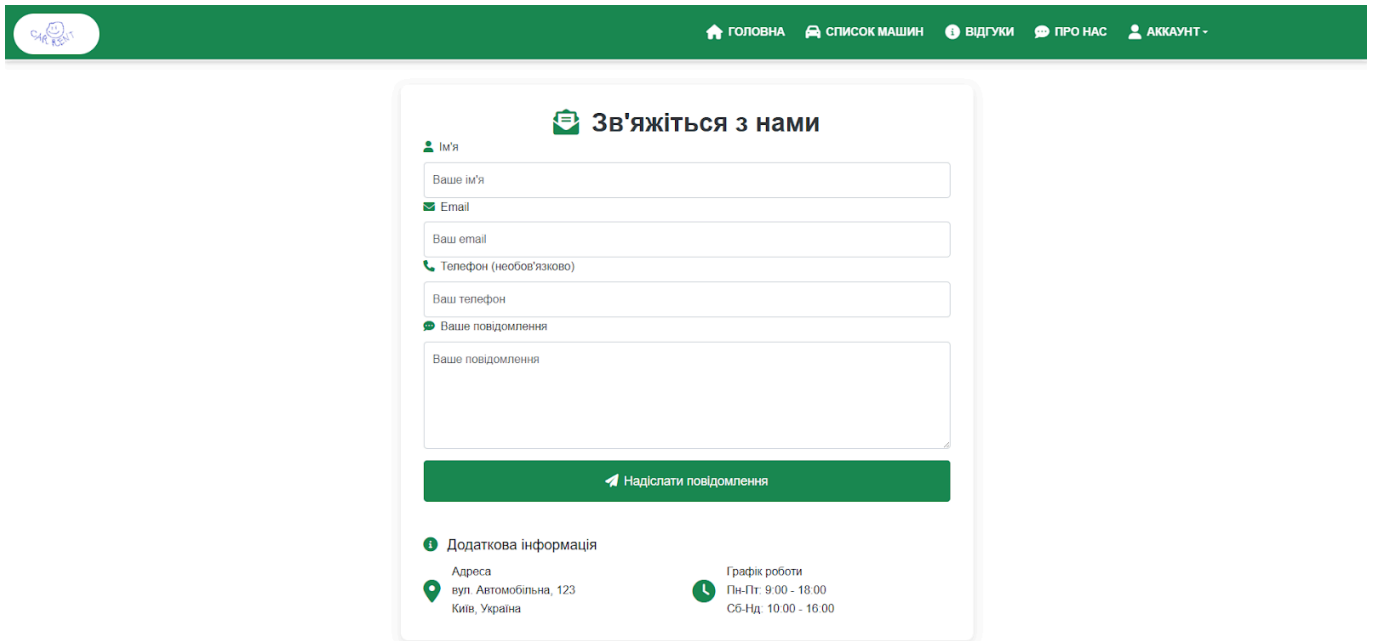 CAR RENT
ГОЛОВНА СПИСОК МАШИН ВІДГУКИ ПРО НАС АККАУНТ
Зв'яжіться з нами
Ім'я
Ваше ім'я
Email
Ваш email
Телефон (необов'язково)
Ваш телефон
Ваше повідомлення
Ваше повідомлення
Надіслати повідомлення
Додаткова інформація
Адреса
вул. Автомобільна, 123
Київ, Україна
Графік роботи
Пн-Пт: 9:00 - 18:00
Сб-Нд: 10:00 - 16:00